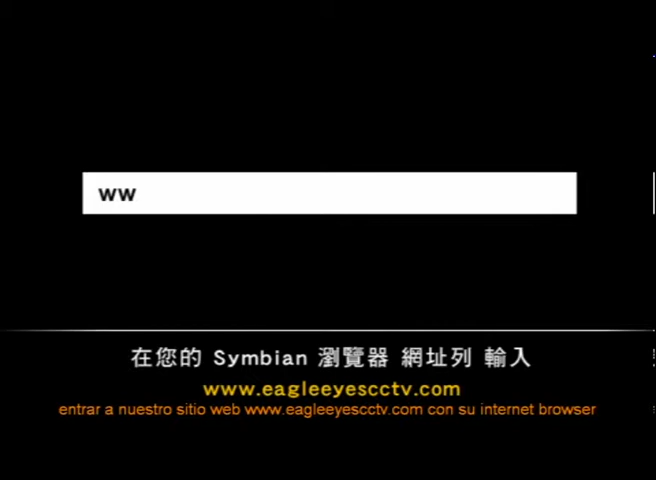 ww
在您的 Symbian 瀏覽器 網址列 輸入
www.eagleeyescctv.com
entrar a nuestro sitio web www.eagleeyescctv.com con su internet browser